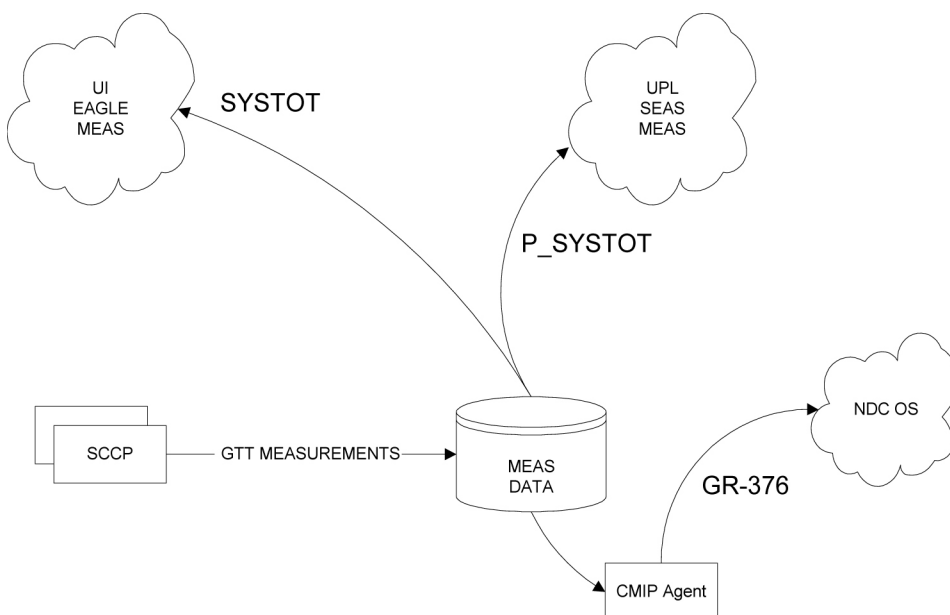 UI
EAGLE
MEAS
SYSTOT
UPL
SEAS
MEAS
P_SYSTOT
NDC OS
SCCP
GTT MEASUREMENTS
MEAS
DATA
GR-376
CMIP Agent